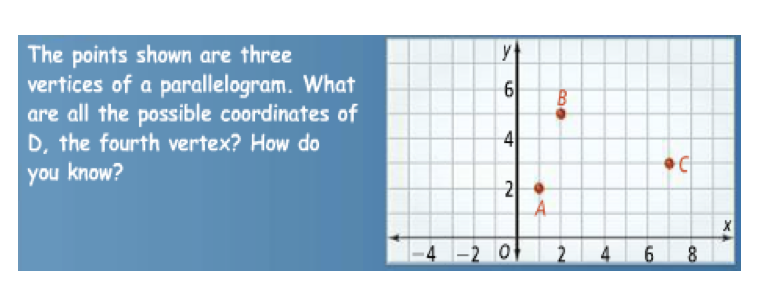 The points shown are three
vertices of a parallelogram. What
are all the possible coordinates of
D, the fourth vertex? How do
you know?
y
6
B
4
C
2
A
x
-4 -2 O 2 4 6 8